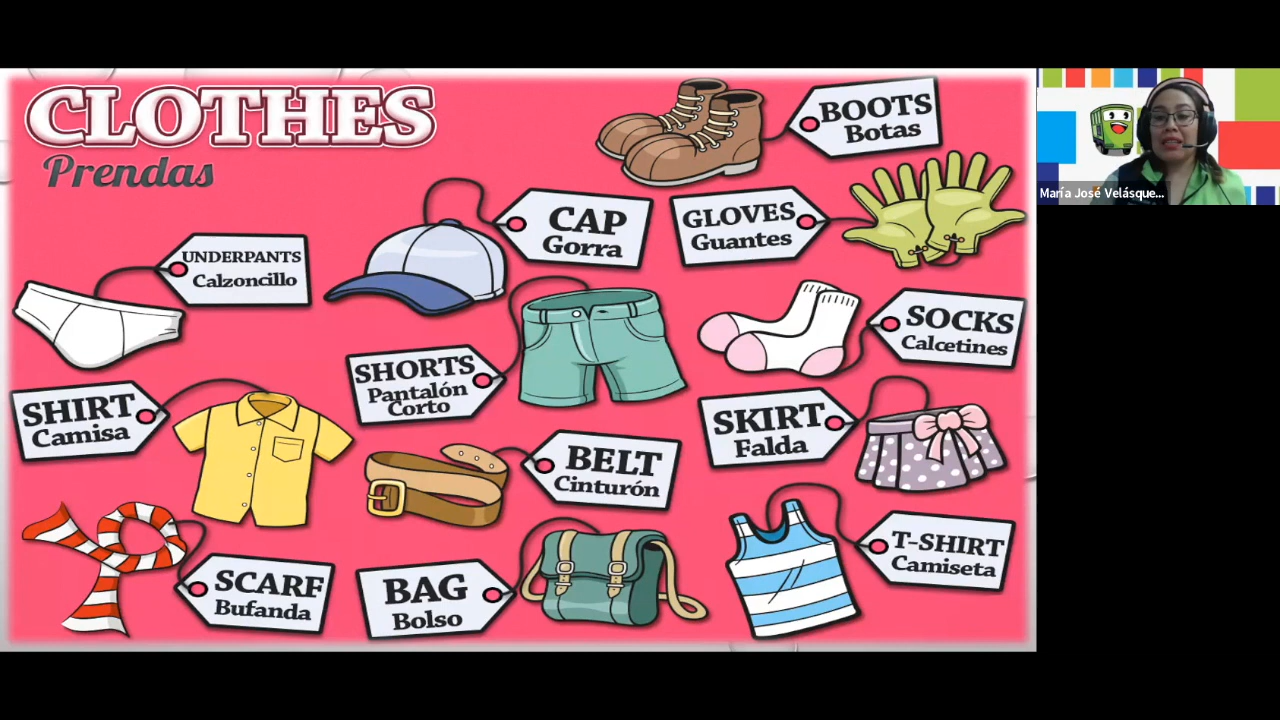 CLOTHES
Prendas
BOOTS
Botas
CAP
Gorra
GLOVES
Guantes
UNDERPANTS
Calzoncillo
SOCKS
Calcetines
SHORTS
Pantalón
Corto
SHIRT
Camisa
SKIRT
Falda
BELT
Cinturón
T-SHIRT
Camiseta
SCARF
Bufanda
BAG
Bolso
María José Velásque...